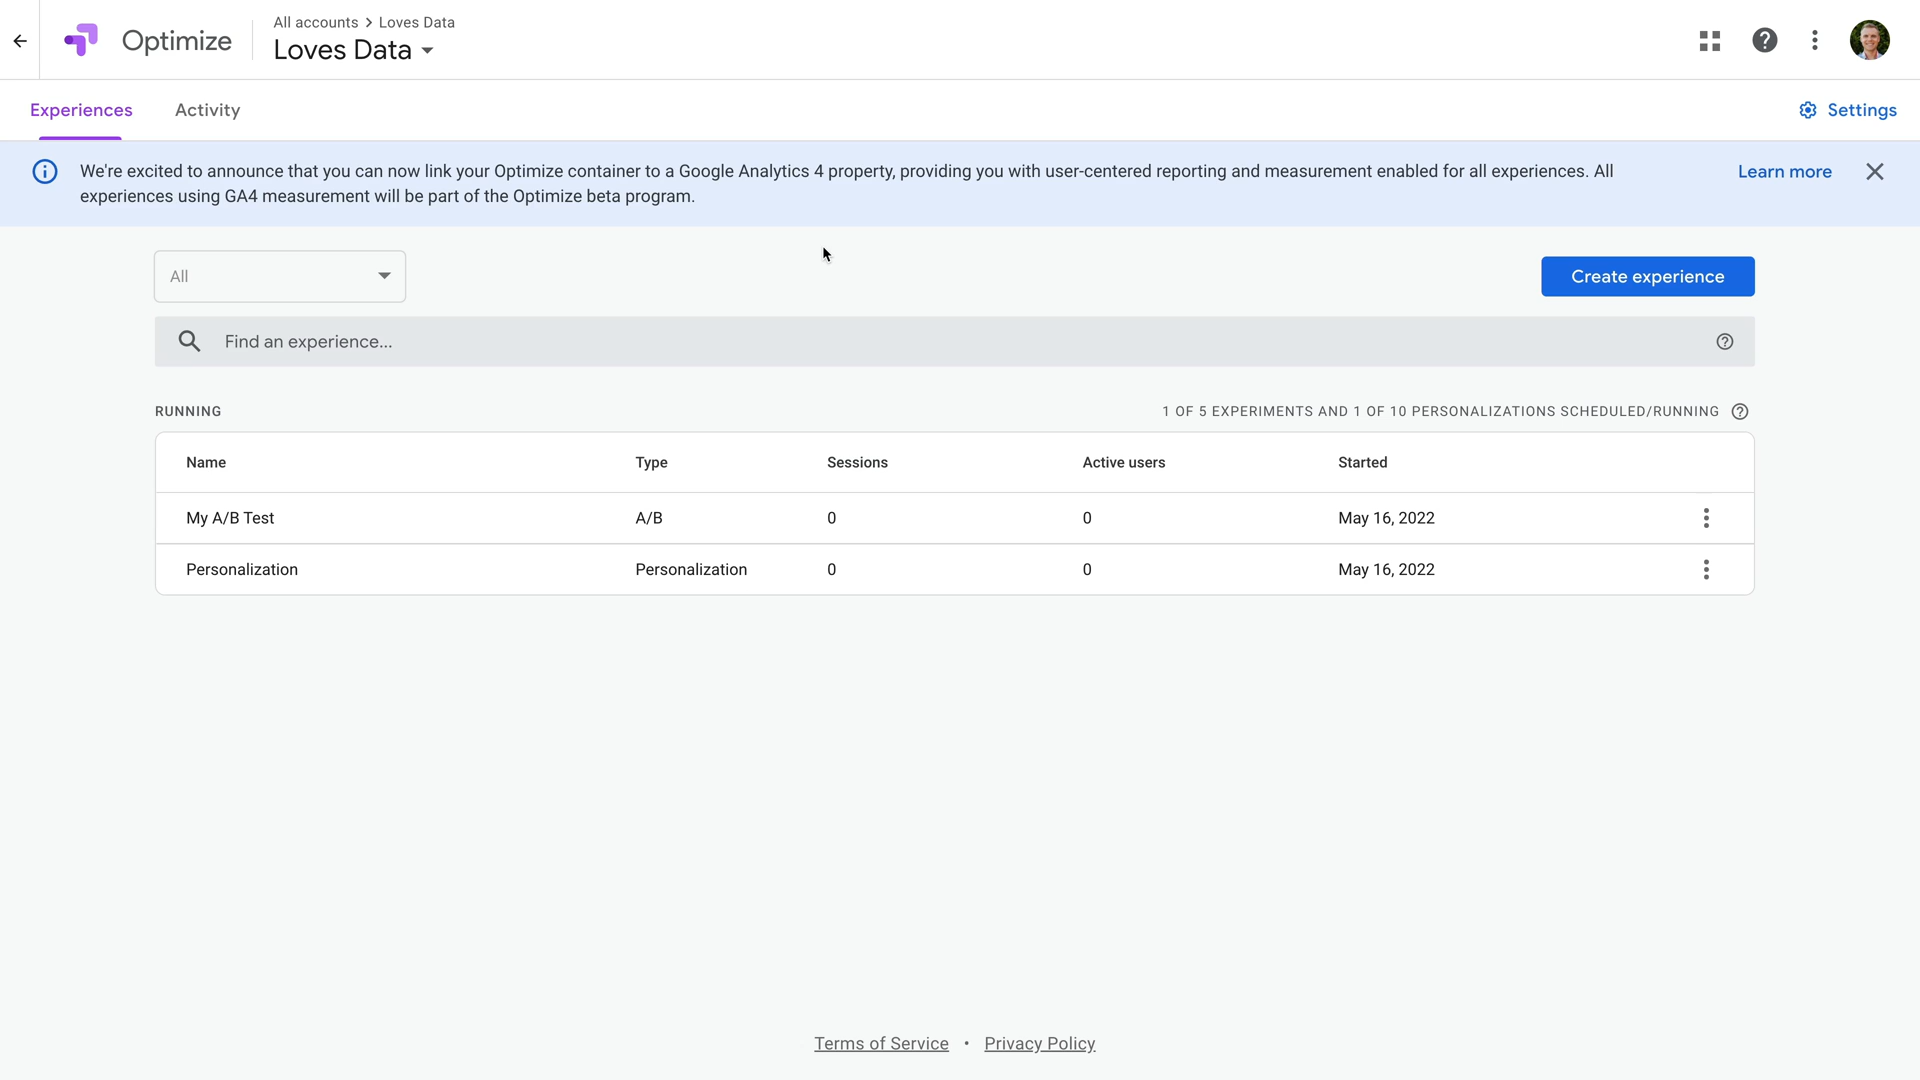 All accounts > Loves Data
Optimize
Loves Data
Experiences
Activity
Settings
We're excited to announce that you can now link your Optimize container to a Google Analytics 4 property, providing you with user-centered reporting and measurement enabled for all experiences. All
experiences using GA4 measurement will be part of the Optimize beta program.
Learn more
All
Create experience
Find an experience...
RUNNING
1 OF 5 EXPERIMENTS AND 1 OF 10 PERSONALIZATIONS SCHEDULED/RUNNING
Name Type Sessions Active users Started
My A/B Test A/B 0 0 May 16, 2022
Personalization Personalization 0 0 May 16, 2022
Terms of Service • Privacy Policy